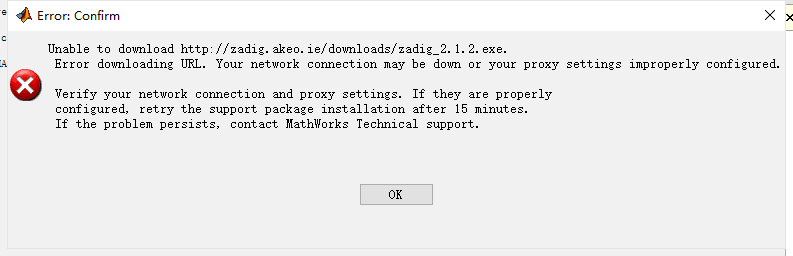 Error: Confirm
Unable to download http://zadig.akeo.ie/downloads/zadig_2.1.2.exe.
Error downloading URL. Your network connection may be down or your proxy settings improperly configured.
Verify your network connection and proxy settings. If they are properly
configured, retry the support package installation after 15 minutes.
If the problem persists, contact MathWorks Technical support.
OK